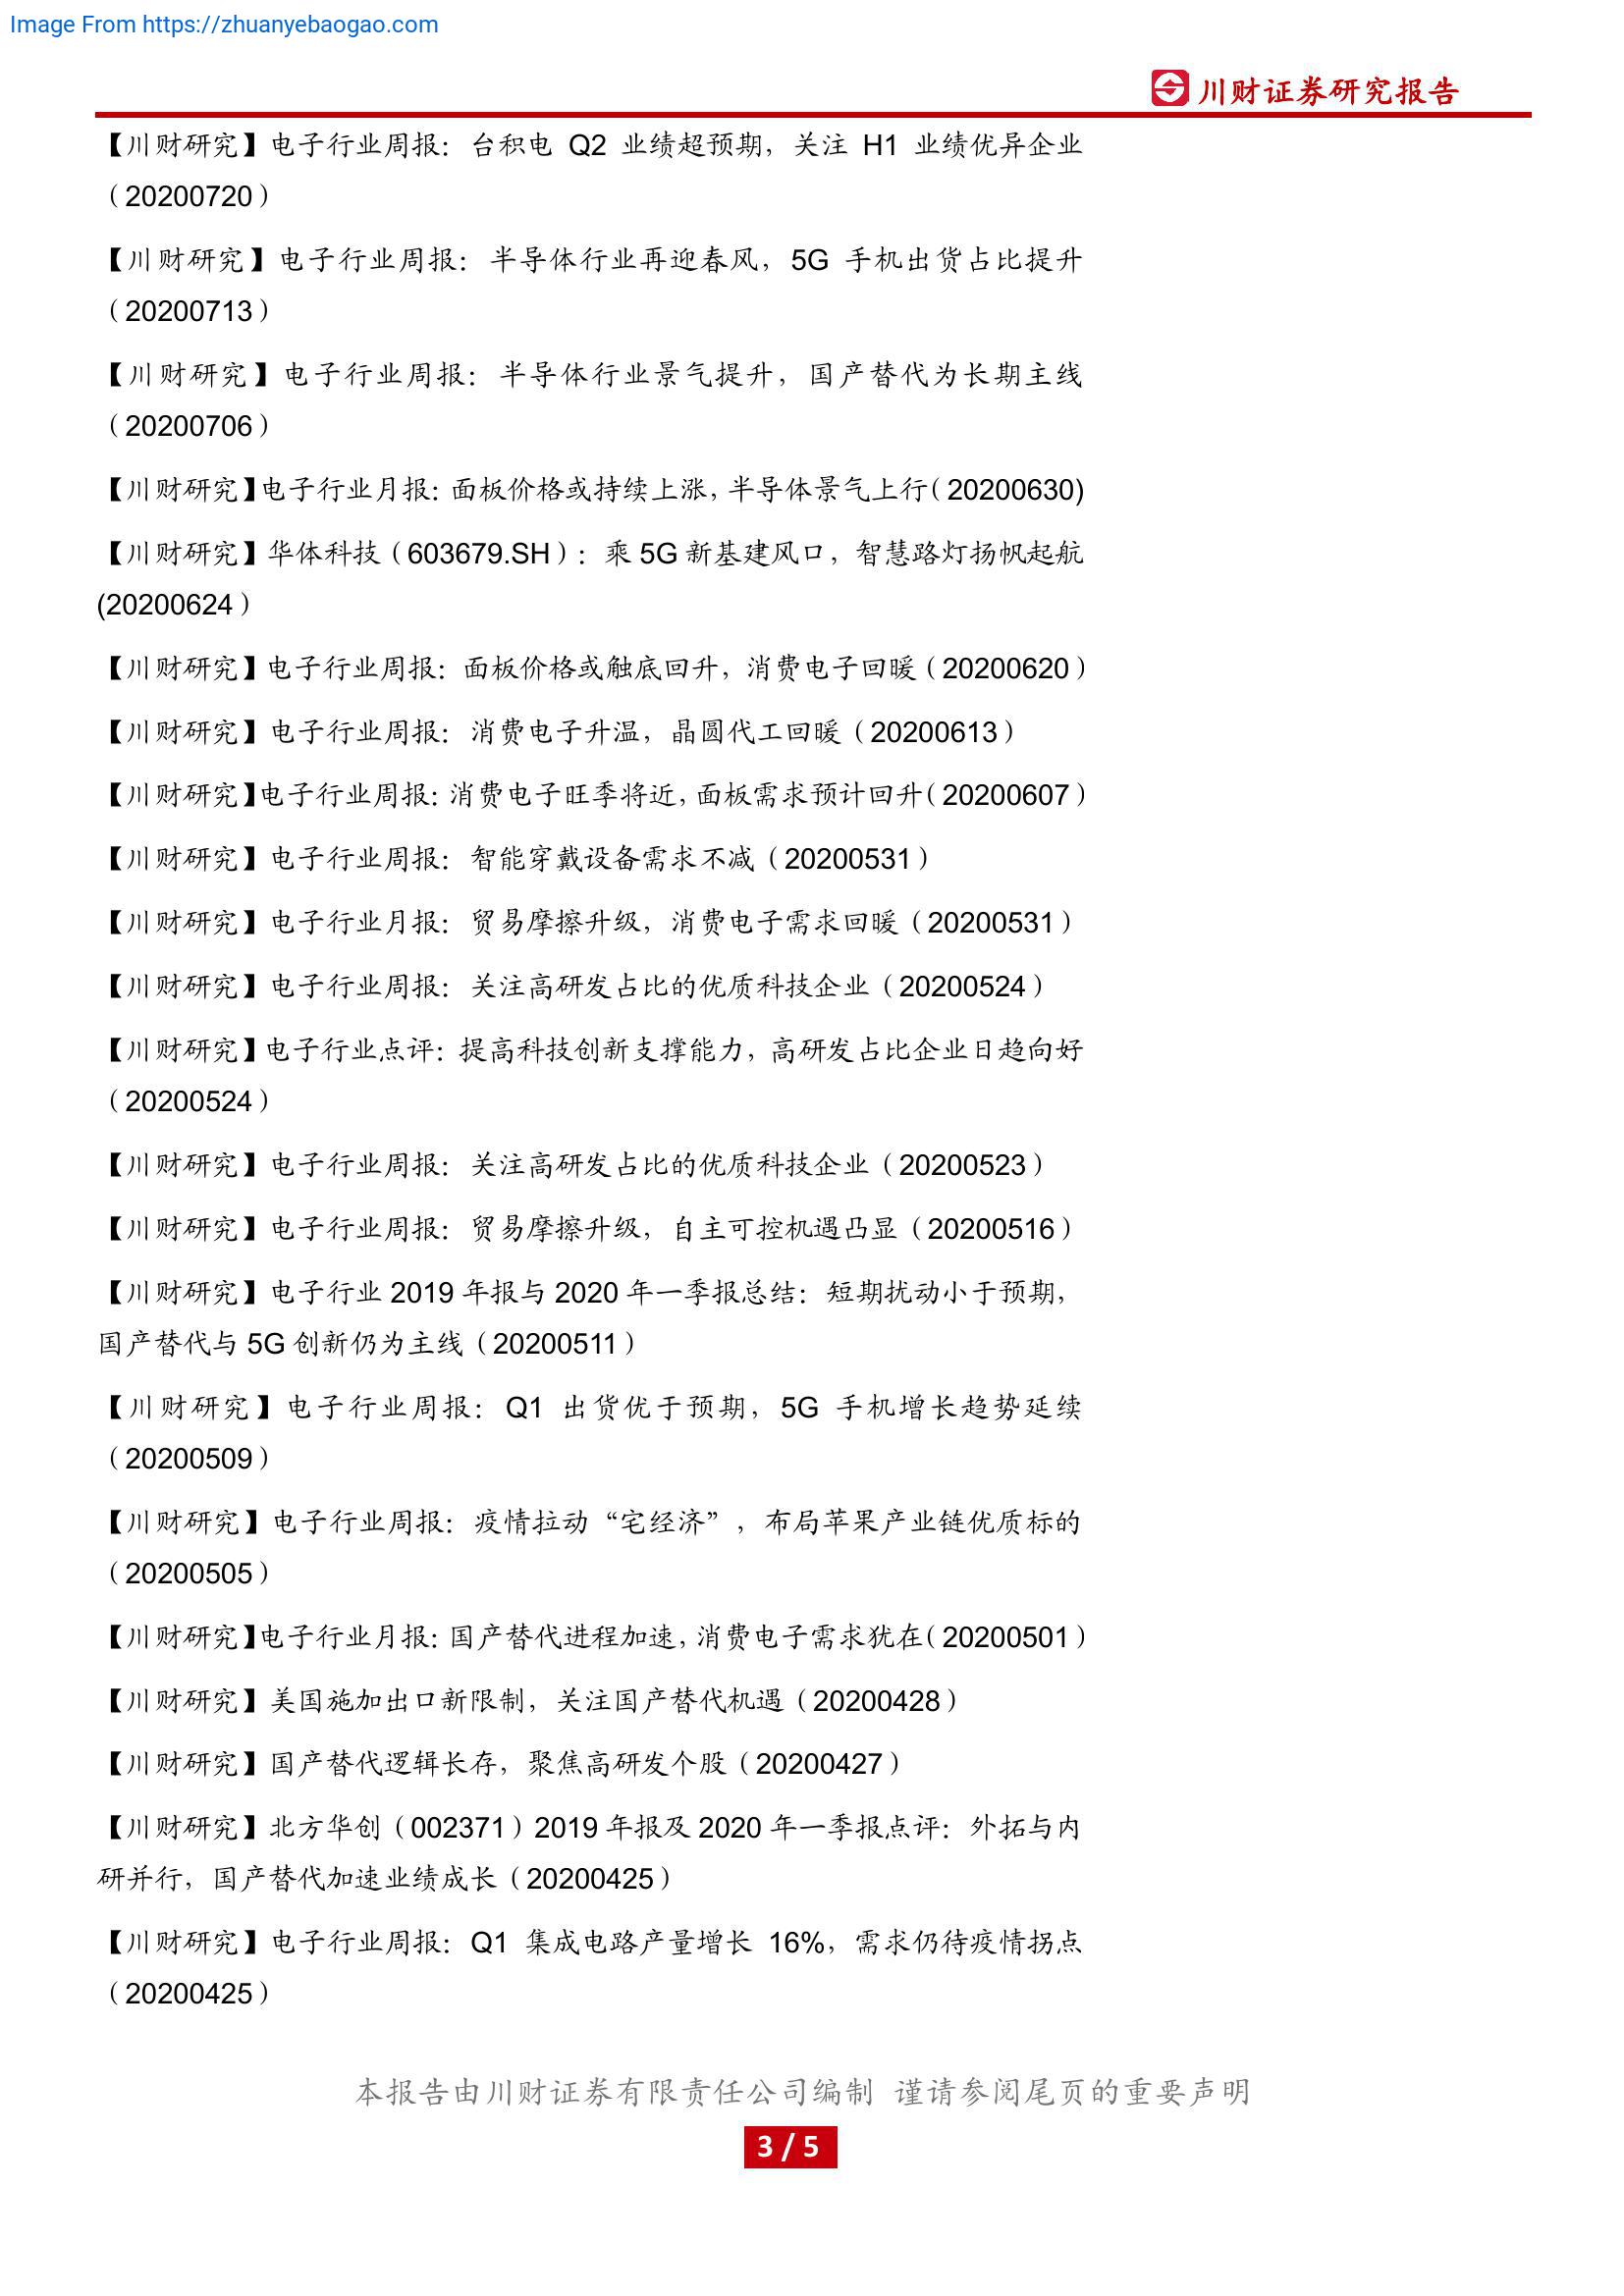 Image From https://zhuanyebaogao.com
川财证券研究报告
【川财研究】电子行业周报：台积电 Q2 业绩超预期，关注 H1 业绩优异企业
（20200720）
【川财研究】电子行业周报：半导体行业再迎春风，5G 手机出货占比提升
（20200713）
【川财研究】电子行业周报：半导体行业景气提升，国产替代为长期主线
（20200706）
【川财研究】电子行业月报：面板价格或持续上涨，半导体景气上行（20200630)
【川财研究】华体科技（603679.SH）：乘 5G 新基建风口，智慧路灯扬帆起航
(20200624）
【川财研究】电子行业周报：面板价格或触底回升，消费电子回暖（20200620）
【川财研究】电子行业周报：消费电子升温，晶圆代工回暖（20200613）
【川财研究】电子行业周报：消费电子旺季将近，面板需求预计回升（20200607）
【川财研究】电子行业周报：智能穿戴设备需求不减（20200531）
【川财研究】电子行业月报：贸易摩擦升级，消费电子需求回暖（20200531）
【川财研究】电子行业周报：关注高研发占比的优质科技企业（20200524）
【川财研究】电子行业点评：提高科技创新支撑能力，高研发占比企业日趋向好
（20200524）
【川财研究】电子行业周报：关注高研发占比的优质科技企业（20200523）
【川财研究】电子行业周报：贸易摩擦升级，自主可控机遇凸显（20200516）
【川财研究】电子行业 2019 年报与 2020 年一季报总结：短期扰动小于预期，
国产替代与 5G 创新仍为主线（20200511）
【川财研究】电子行业周报：Q1 出货优于预期，5G 手机增长趋势延续
（20200509）
【川财研究】电子行业周报：疫情拉动“宅经济”，布局苹果产业链优质标的
（20200505）
【川财研究】电子行业月报：国产替代进程加速，消费电子需求犹在（20200501）
【川财研究】美国施加出口新限制，关注国产替代机遇（20200428）
【川财研究】国产替代逻辑长存，聚焦高研发个股（20200427）
【川财研究】北方华创（002371）2019 年报及 2020 年一季报点评：外拓与内
研并行，国产替代加速业绩成长（20200425）
【川财研究】电子行业周报：Q1 集成电路产量增长 16%，需求仍待疫情拐点
（20200425）
本报告由川财证券有限责任公司编制 谨请参阅尾页的重要声明
3 / 5